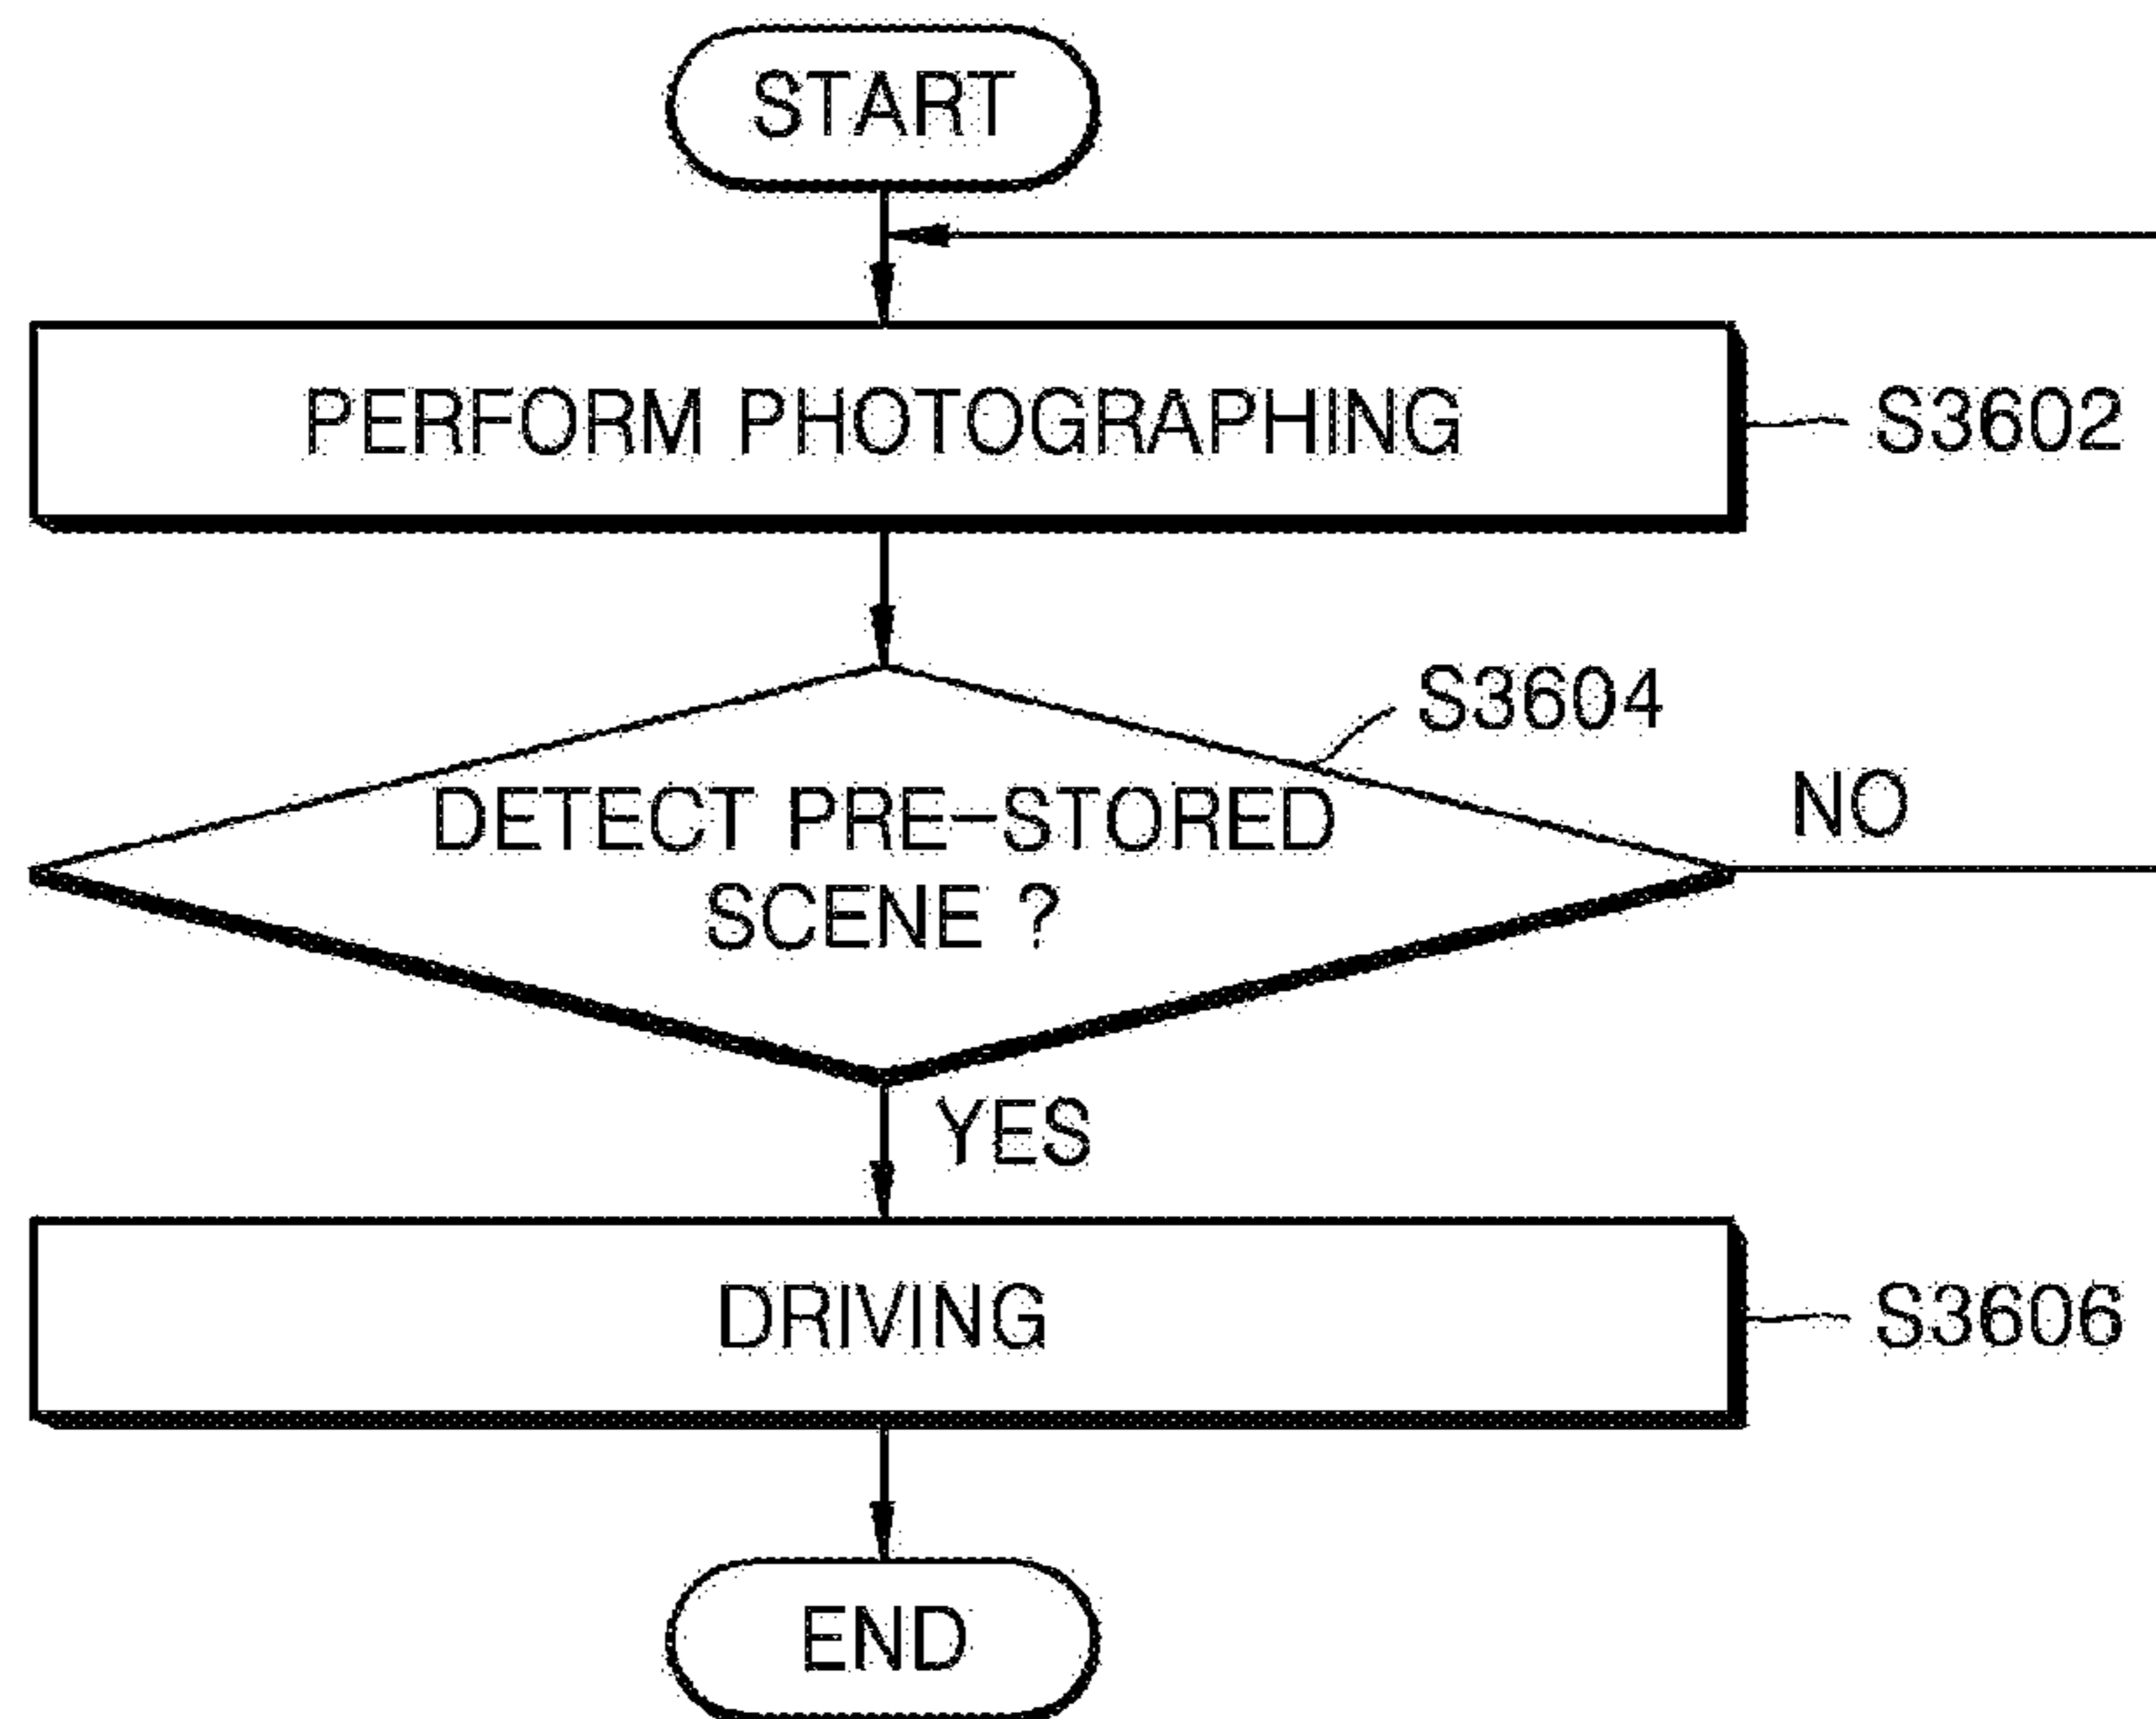 START
PERFORM PHOTOGRAPHING
S3602
S3604
DETECT PRE-STORED
SCENE ?
NO
YES
DRIVING
S3606
END